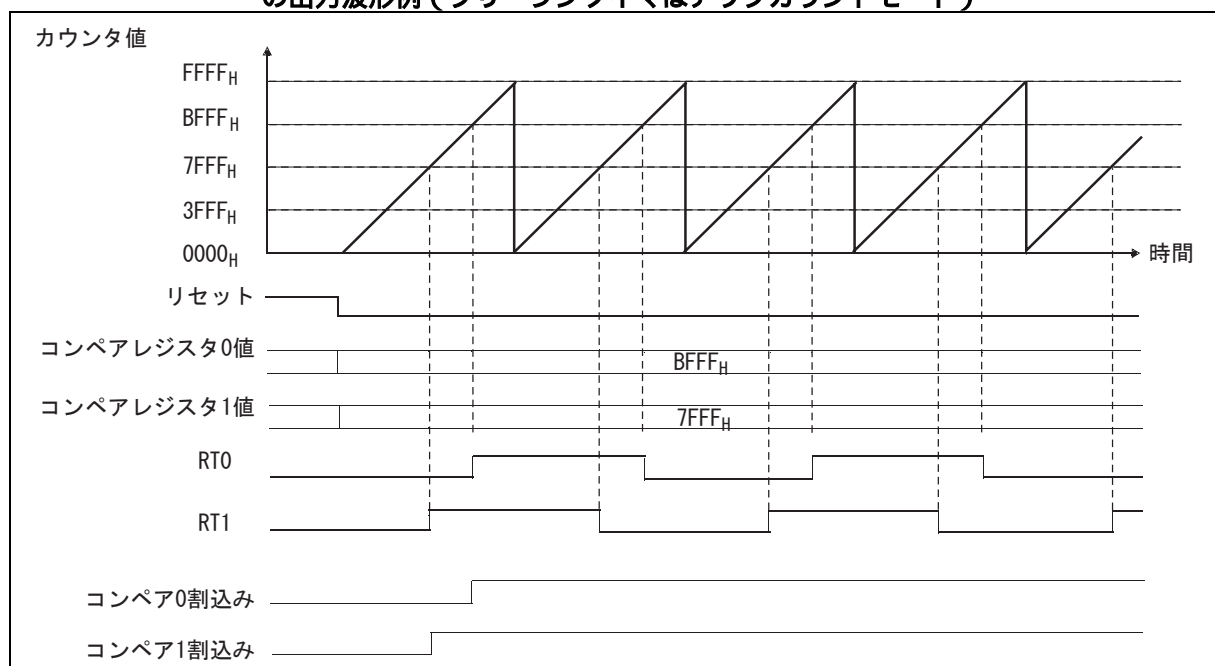 の出力波形例 ( フリーランタイマはアップカウントモード )
カウンタ値
FFFFH
BFFFH
7FFFH
3FFFH
0000H
時間
リセット
コンペアレジスタ0値
BFFFH
コンペアレジスタ1値
7FFFH
RT0
RT1
コンペア0割込み
コンペア1割込み